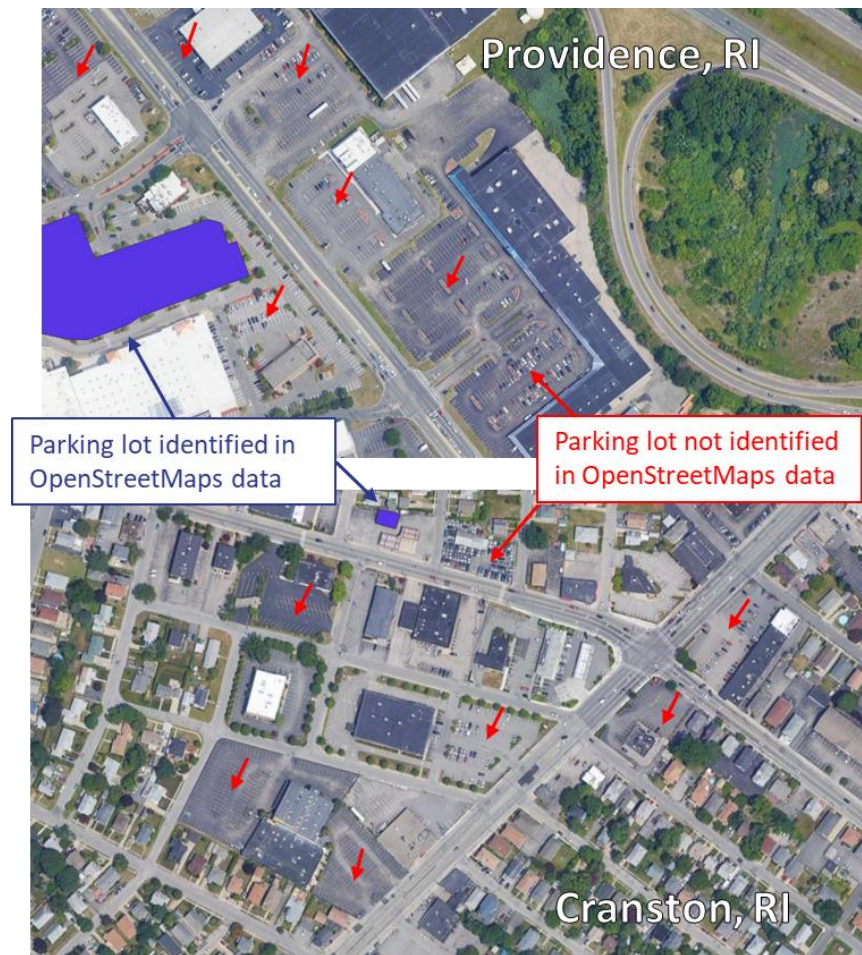 Providence, RI
Parking lot identified in
OpenStreetMaps data
Parking lot not identified
in OpenStreetMaps data
Cranston, RI